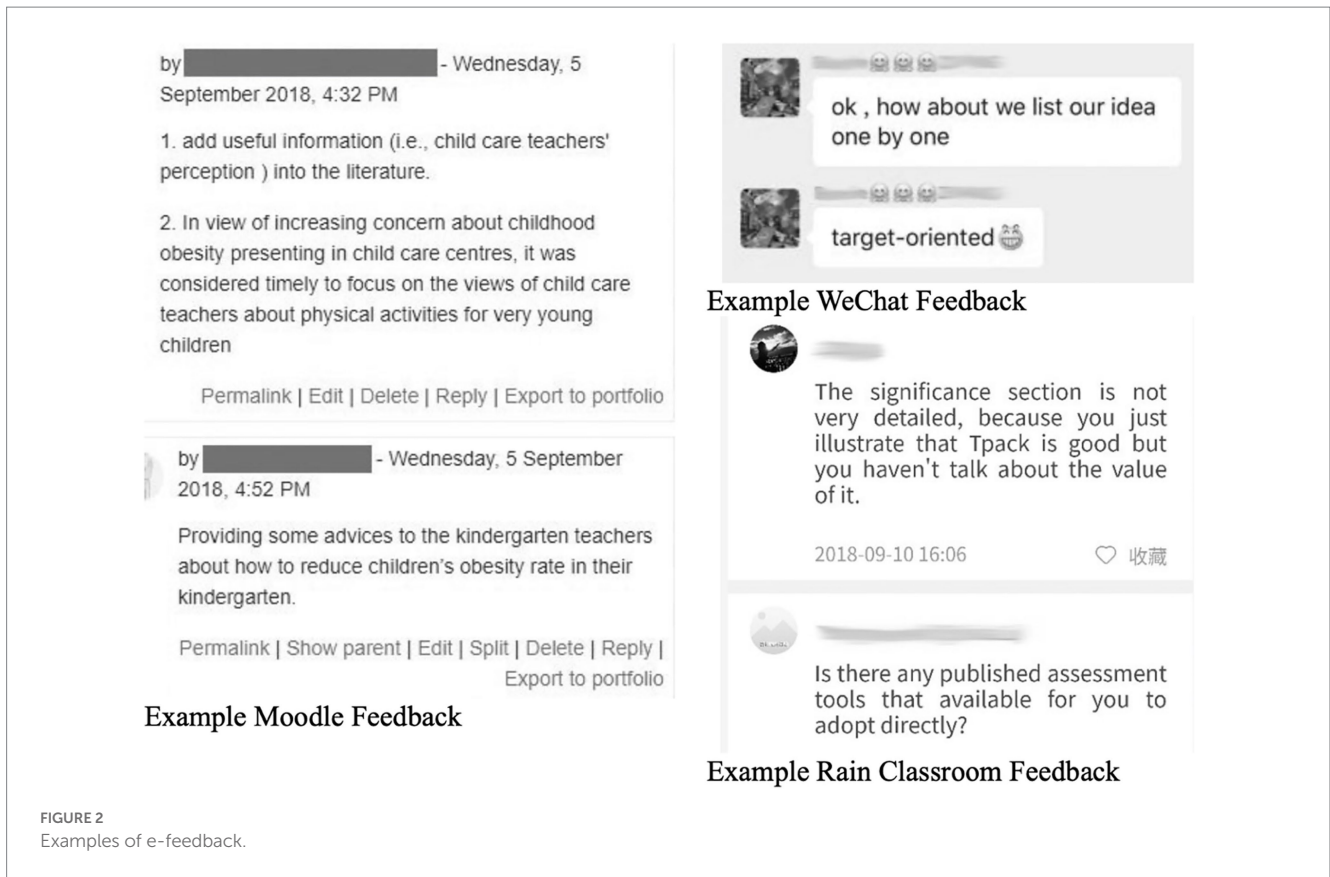 by - Wednesday, 5
September 2018, 4:32 PM
1. add useful information (i.e., child care teachers'
perception ) into the literature.
2. In view of increasing concern about childhood
obesity presenting in child care centres, it was
considered timely to focus on the views of child care
teachers about physical activities for very young
children
Permalink | Edit | Delete | Reply | Export to portfolio
by - Wednesday, 5 September
2018, 4:52 PM
Providing some advices to the kindergarten teachers
about how to reduce children's obesity rate in their
kindergarten.
Permalink | Show parent | Edit | Split | Delete | Reply |
Export to portfolio
Example Moodle Feedback
ok , how about we list our idea
one by one
target-oriented
Example WeChat Feedback
The significance section is not
very detailed, because you just
illustrate that Tpack is good but
you haven't talk about the value
of it.
2018-09-10 16:06 收藏
Is there any published assessment
tools that available for you to
adopt directly?
Example Rain Classroom Feedback
FIGURE 2
Examples of e-feedback.